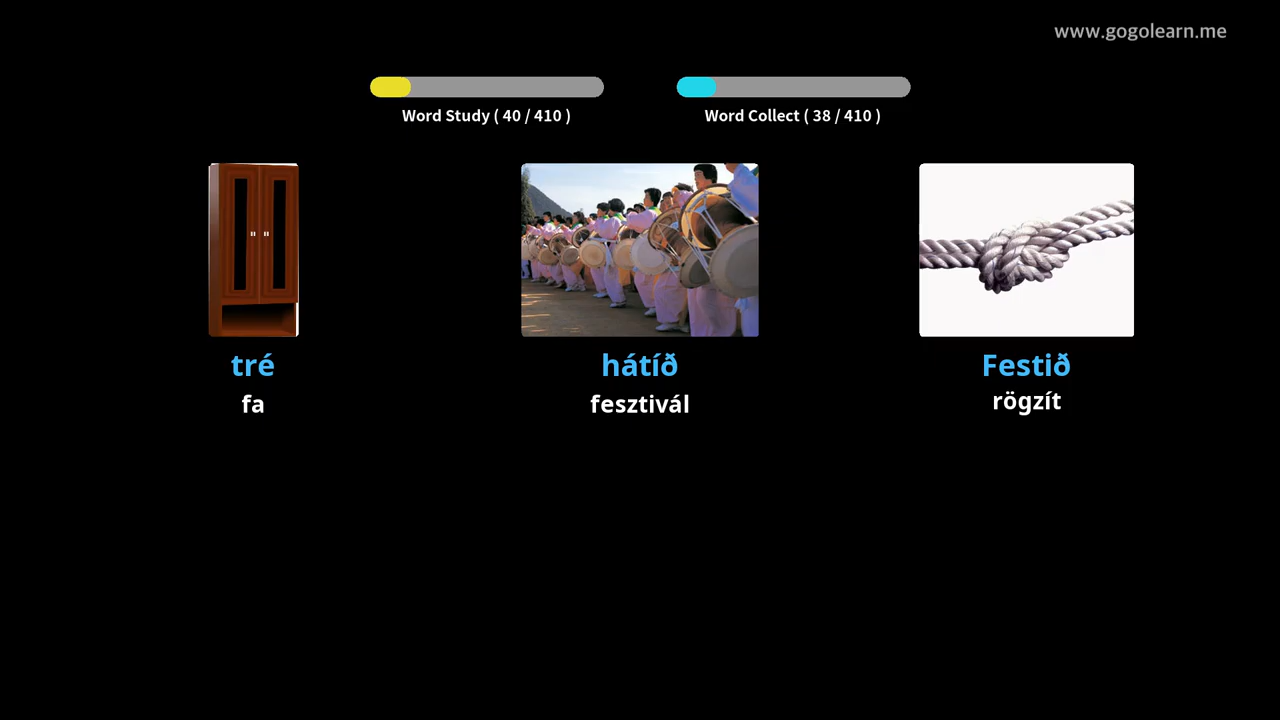 www.gogolearn.me
Word Study ( 40 / 410 )
Word Collect ( 38 / 410 )
tré
hátíð
Festið
fa
fesztivál
rögzít